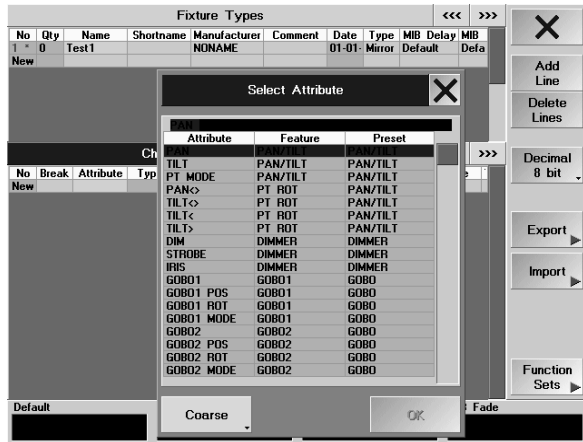 Fixture Types <<< >>>
No Qty Name Shortname Manufacturer Comment Date Type MIB Delay MIB
1 * 0 Test1 NONAME 01-01- Mirror Default Defa
New
Add
Line
Delete
Lines
Select Attribute
PAN
Attribute Feature Preset
PAN PAN/TILT PAN/TILT
TILT PAN/TILT PAN/TILT
PT MODE PAN/TILT PAN/TILT
PAN<> PT ROT PAN/TILT
TILT<> PT ROT PAN/TILT
TILT< PT ROT PAN/TILT
TILT> PT ROT PAN/TILT
DIM DIMMER DIMMER
STROBE DIMMER DIMMER
IRIS DIMMER DIMMER
GOBO1 GOBO1 GOBO
GOBO1 POS GOBO1 GOBO
GOBO1 ROT GOBO1 GOBO
GOBO1 MODE GOBO1 GOBO
GOBO2 GOBO2 GOBO
GOBO2 POS GOBO2 GOBO
GOBO2 ROT GOBO2 GOBO
GOBO2 MODE GOBO2 GOBO
Coarse OK
Ch >>>
No Break Attribute Typ
New
Decimal
8 bit
Export
Import
Function
Sets
Default Fade